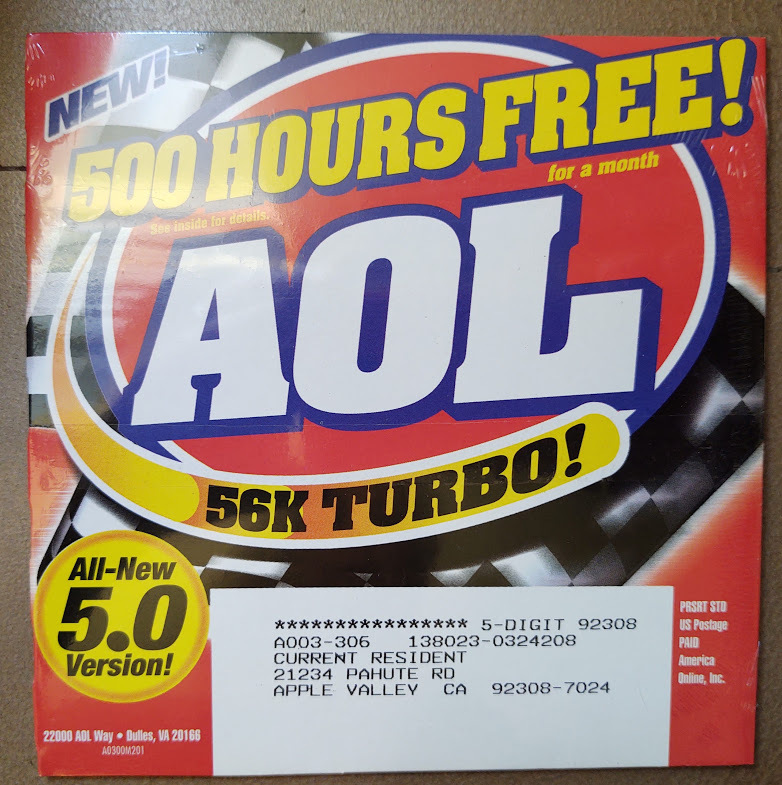 NEW!
500 HOURS FREE!
for a month
See inside for details.
AOL
56K TURBO!
All-New
5.0
Version!
**************** 5-DIGIT 92308
A003-306 138023-0324208
CURRENT RESIDENT
21234 PAHUTE RD
APPLE VALLEY CA 92308-7024
PRSRT STD
US Postage
PAID
America
Online, Inc.
22000 AOL Way • Dulles, VA 20166
A0300M201